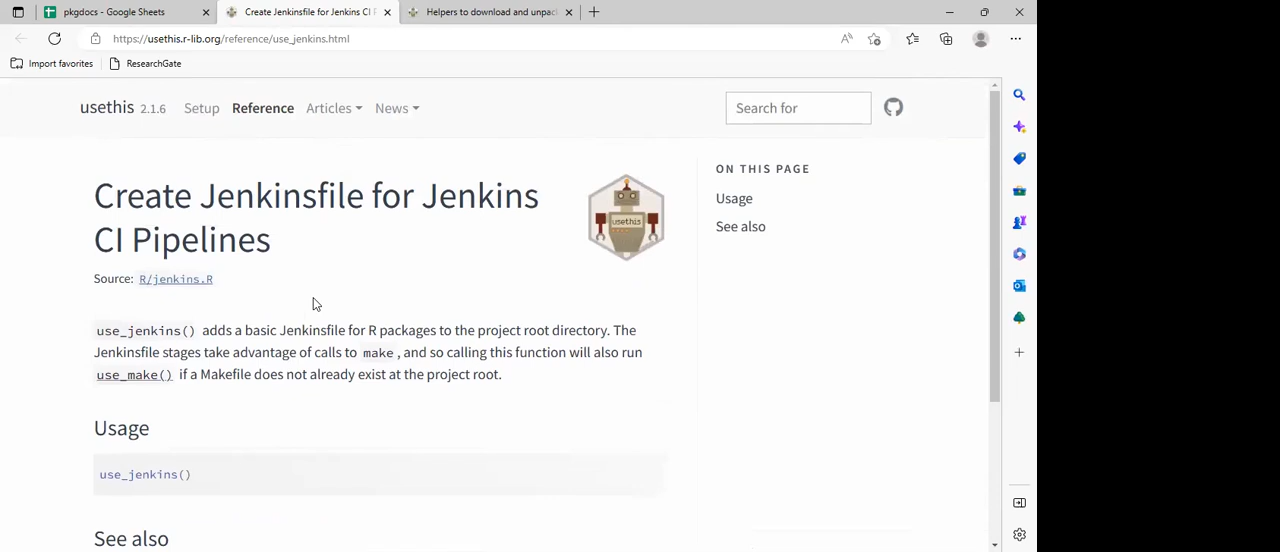 pkgdocs - Google Sheets
Create Jenkinsfile for Jenkins CI P
Helpers to download and unpac
https://usethis.r-lib.org/reference/use_jenkins.html
Import favorites
ResearchGate
usethis 2.1.6 Setup Reference Articles News
Search for
Create Jenkinsfile for Jenkins
CI Pipelines
usethis
Source: R/jenkins.R
use_jenkins() adds a basic Jenkinsfile for R packages to the project root directory. The
Jenkinsfile stages take advantage of calls to make , and so calling this function will also run
use_make() if a Makefile does not already exist at the project root.
Usage
use_jenkins()
See also
ON THIS PAGE
Usage
See also